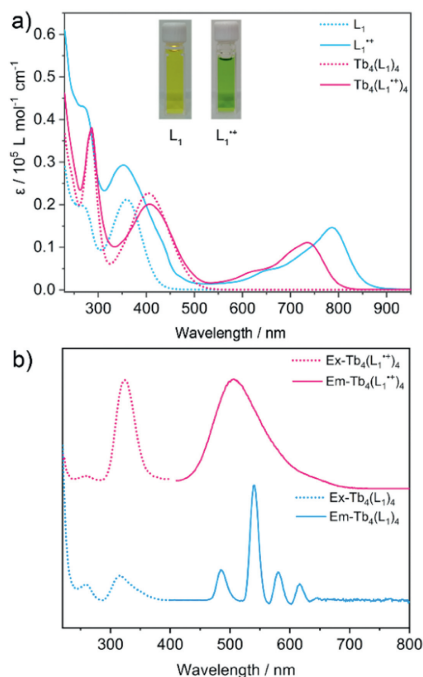 a)
0.6
0.5
0.4
0.3
0.2
0.1
0.0
ε / 10⁵ L mol⁻¹ cm⁻¹
L₁
L₁•⁺
Tb₄(L₁)₄
Tb₄(L₁•⁺)₄
L₁
L₁•⁺
300 400 500 600 700 800 900
Wavelength / nm
b)
Ex-Tb₄(L₁•⁺)₄
Em-Tb₄(L₁•⁺)₄
Ex-Tb₄(L₁)₄
Em-Tb₄(L₁)₄
300 400 500 600 700 800
Wavelength / nm